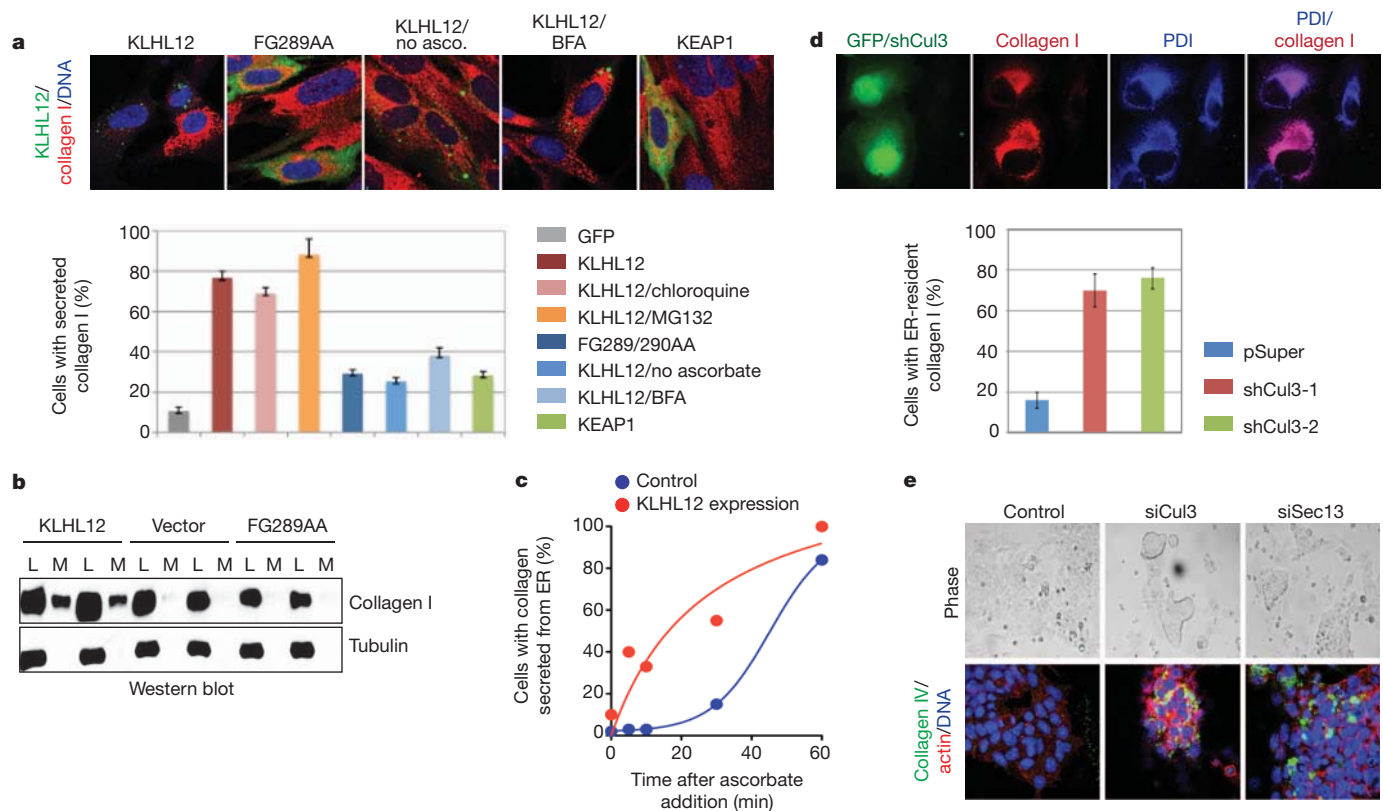 a
KLHL12
FG289AA
KLHL12/
no asco.
KLHL12/
BFA
KEAP1
KLHL12/
collagen I/DNA
Cells with secreted
collagen I (%)
100
80
60
40
20
0
GFP
KLHL12
KLHL12/chloroquine
KLHL12/MG132
FG289/290AA
KLHL12/no ascorbate
KLHL12/BFA
KEAP1
b
KLHL12 Vector FG289AA
L M L M L M L M L M L M
Collagen I
Tubulin
Western blot
c
Control
KLHL12 expression
Cells with collagen
secreted from ER (%)
100
80
60
40
20
0
0 20 40 60
Time after ascorbate
addition (min)
d
GFP/shCul3
Collagen I
PDI
PDI/
collagen I
Cells with ER-resident
collagen I (%)
100
80
60
40
20
0
pSuper
shCul3-1
shCul3-2
e
Control
siCul3
siSec13
Phase
Collagen IV/
actin/DNA